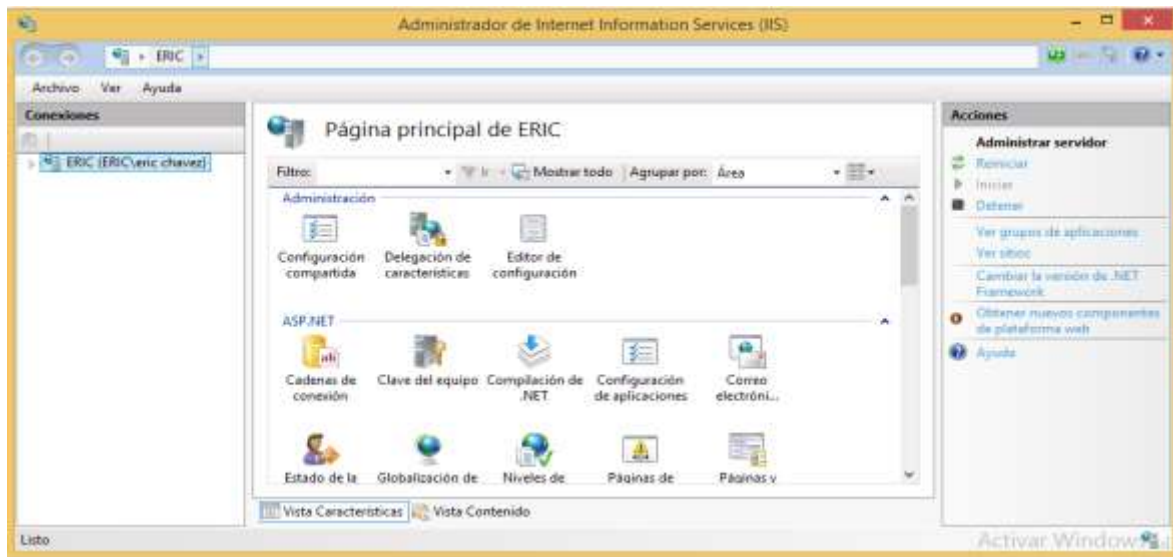 Administrador de Internet Information Services (IIS)
ERIC
Archivo Ver Ayuda
Conexiones
ERIC (ERIC\eric chavez)
Página principal de ERIC
Filtro: Ir Mostrar todo Agrupar por: Área
Administración
Configuración compartida
Delegación de características
Editor de configuración
ASP.NET
Cadenas de conexión
Clave del equipo
Compilación de .NET
Configuración de aplicaciones
Correo electróni...
Estado de la
Globalización de
Niveles de
Páginas de
Páginas y
Vista Características Vista Contenido
Acciones
Administrar servidor
Reiniciar
Iniciar
Detener
Ver grupos de aplicaciones
Ver sitios
Cambiar la versión de .NET
Framework
Obtener nuevos componentes
de plataforma web
Ayuda
Listo
Activar Windows